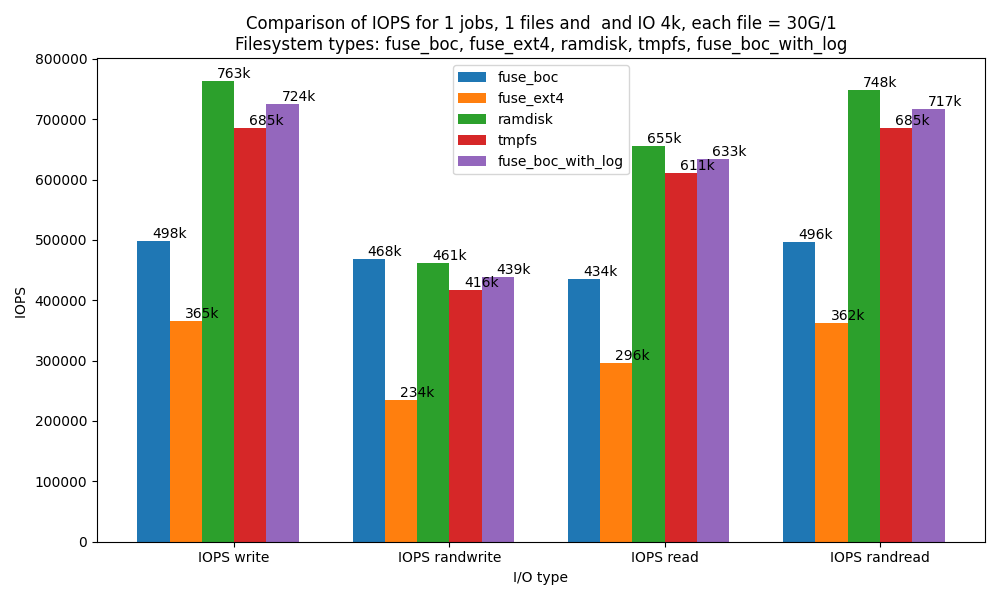 Comparison of IOPS for 1 jobs, 1 files and  and IO 4k, each file = 30G/1
Filesystem types: fuse_boc, fuse_ext4, ramdisk, tmpfs, fuse_boc_with_log
800000
700000
600000
500000
400000
300000
200000
100000
0
IOPS
fuse_boc
fuse_ext4
ramdisk
tmpfs
fuse_boc_with_log
498k
365k
763k
685k
724k
468k
234k
461k
416k
439k
434k
296k
655k
611k
633k
496k
362k
748k
685k
717k
IOPS write
IOPS randwrite
IOPS read
IOPS randread
I/O type